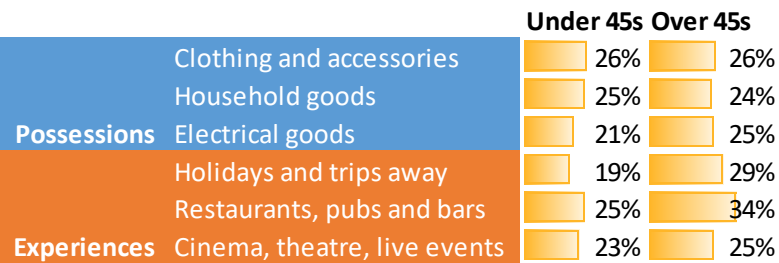 Under 45s Over 45s
Clothing and accessories 26% 26%
Household goods 25% 24%
Possessions Electrical goods 21% 25%
Holidays and trips away 19% 29%
Restaurants, pubs and bars 25% 34%
Experiences Cinema, theatre, live events 23% 25%